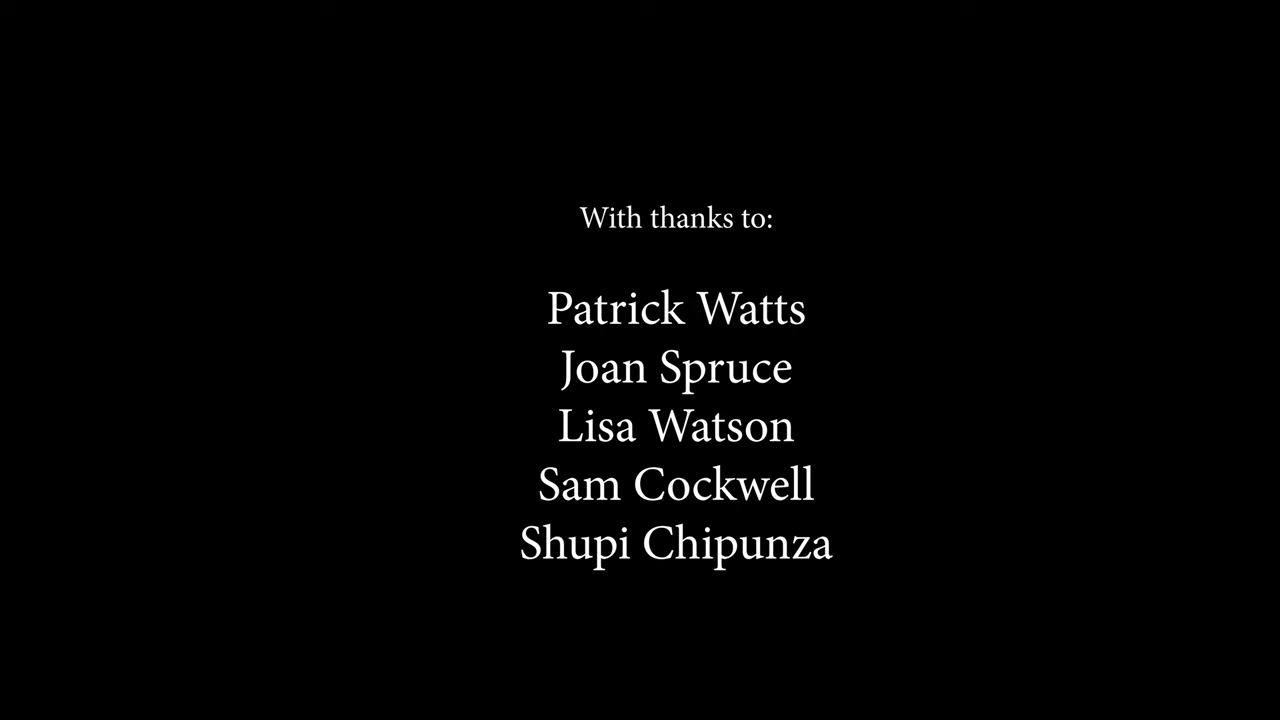 With thanks to:
Patrick Watts
Joan Spruce
Lisa Watson
Sam Cockwell
Shupi Chipunza